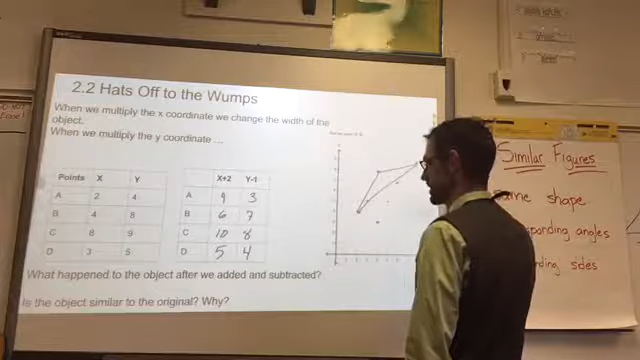 2.2 Hats Off to the Wumps
When we multiply the x coordinate we change the width of the
object.
When we multiply the y coordinate ...
Points X Y
A 2 4
B 4 8
C 8 9
D 3 5
X+2 Y-1
A 9 3
B 6 7
C 10 8
D 5 4
What happened to the object after we added and subtracted?
Is the object similar to the original? Why?
Similar Figures
same shape
sponding angles
ding sides